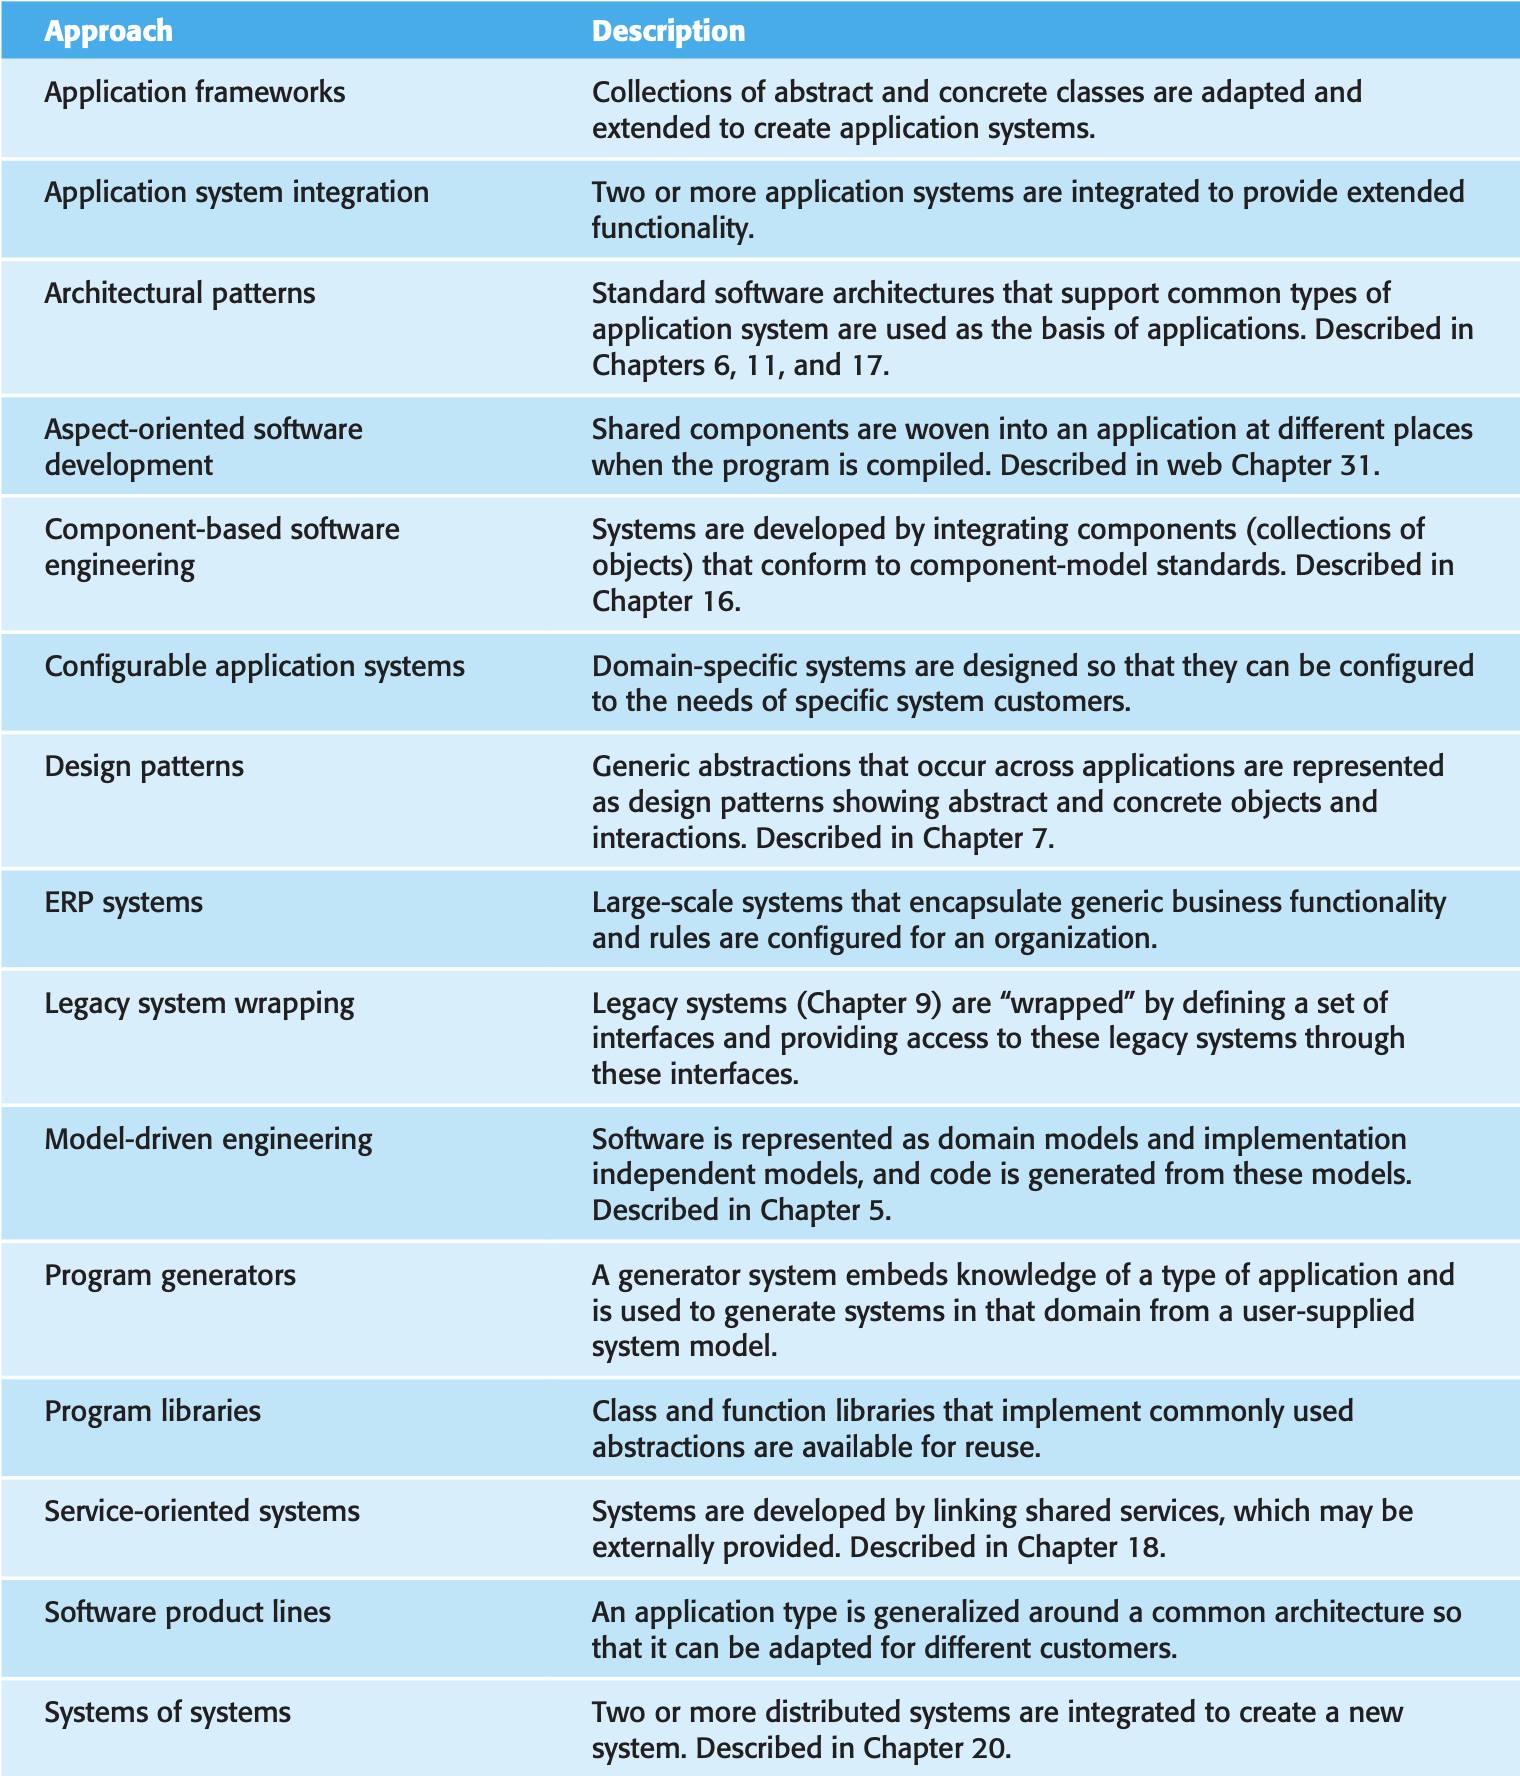 Approach Description
Application frameworks Collections of abstract and concrete classes are adapted and
extended to create application systems.
Application system integration Two or more application systems are integrated to provide extended
functionality.
Architectural patterns Standard software architectures that support common types of
application system are used as the basis of applications. Described in
Chapters 6, 11, and 17.
Aspect-oriented software Shared components are woven into an application at different places
development when the program is compiled. Described in web Chapter 31.
Component-based software Systems are developed by integrating components (collections of
engineering objects) that conform to component-model standards. Described in
Chapter 16.
Configurable application systems Domain-specific systems are designed so that they can be configured
to the needs of specific system customers.
Design patterns Generic abstractions that occur across applications are represented
as design patterns showing abstract and concrete objects and
interactions. Described in Chapter 7.
ERP systems Large-scale systems that encapsulate generic business functionality
and rules are configured for an organization.
Legacy system wrapping Legacy systems (Chapter 9) are “wrapped” by defining a set of
interfaces and providing access to these legacy systems through
these interfaces.
Model-driven engineering Software is represented as domain models and implementation
independent models, and code is generated from these models.
Described in Chapter 5.
Program generators A generator system embeds knowledge of a type of application and
is used to generate systems in that domain from a user-supplied
system model.
Program libraries Class and function libraries that implement commonly used
abstractions are available for reuse.
Service-oriented systems Systems are developed by linking shared services, which may be
externally provided. Described in Chapter 18.
Software product lines An application type is generalized around a common architecture so
that it can be adapted for different customers.
Systems of systems Two or more distributed systems are integrated to create a new
system. Described in Chapter 20.